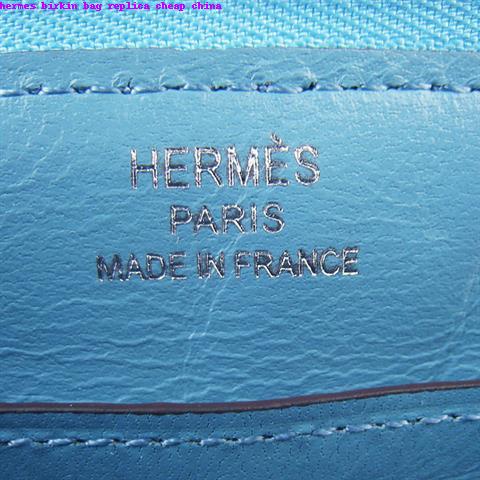 hermes birkin bag replica cheap china
HERMÈS
PARIS
MADE IN FRANCE